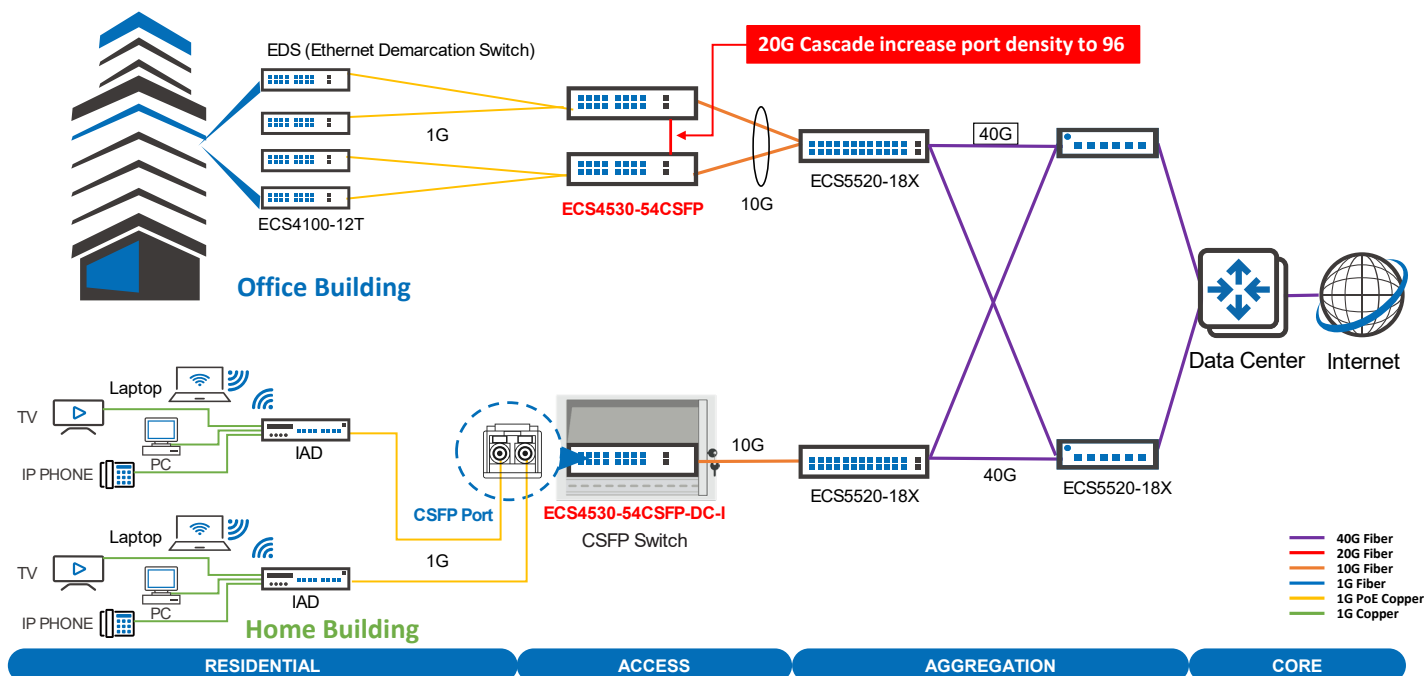 EDS (Ethernet Demarcation Switch)
20G Cascade increase port density to 96
1G
40G
ECS5520-18X
10G
ECS4530-54CSFP
ECS4100-12T
Office Building
Data Center
Internet
Laptop
TV
PC
IAD
IP PHONE
10G
ECS5520-18X
40G
ECS5520-18X
CSFP Port
ECS4530-54CSFP-DC-I
CSFP Switch
Laptop
1G
TV
PC
IAD
IP PHONE
Home Building
40G Fiber
20G Fiber
10G Fiber
1G Fiber
1G PoE Copper
1G Copper
RESIDENTIAL
ACCESS
AGGREGATION
CORE